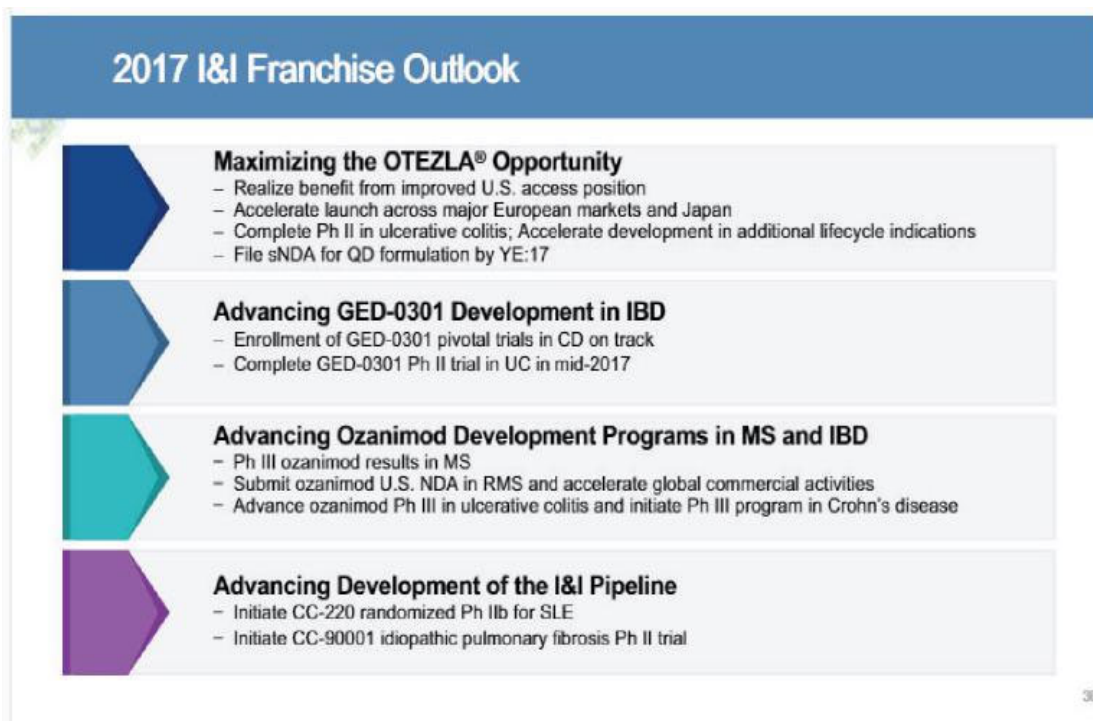 2017 I&I Franchise Outlook
Maximizing the OTEZLA® Opportunity
– Realize benefit from improved U.S. access position
– Accelerate launch across major European markets and Japan
– Complete Ph II in ulcerative colitis; Accelerate development in additional lifecycle indications
– File sNDA for QD formulation by YE:17
Advancing GED-0301 Development in IBD
– Enrollment of GED-0301 pivotal trials in CD on track
– Complete GED-0301 Ph II trial in UC in mid-2017
Advancing Ozanimod Development Programs in MS and IBD
– Ph III ozanimod results in MS
– Submit ozanimod U.S. NDA in RMS and accelerate global commercial activities
– Advance ozanimod Ph III in ulcerative colitis and initiate Ph III program in Crohn's disease
Advancing Development of the I&I Pipeline
– Initiate CC-220 randomized Ph IIb for SLE
– Initiate CC-90001 idiopathic pulmonary fibrosis Ph II trial